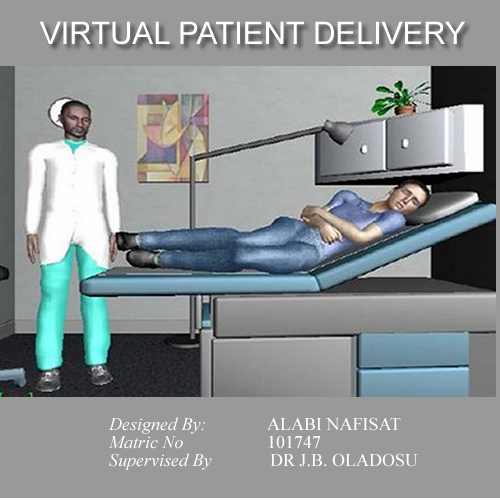 VIRTUAL PATIENT DELIVERY
Designed By: ALABI NAFISAT
Matric No 101747
Supervised By DR J.B. OLADOSU